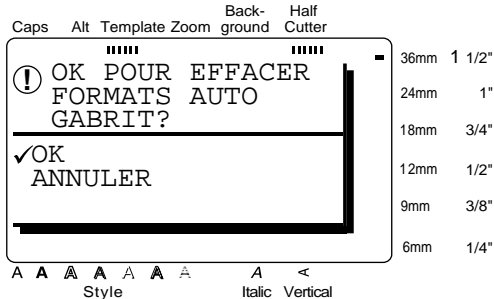 Caps Alt Template Zoom Back-ground Half Cutter
OK POUR EFFACER
FORMATS AUTO
GABRIT?
OK
ANNULER
36mm 1 1/2"
24mm 1"
18mm 3/4"
12mm 1/2"
9mm 3/8"
6mm 1/4"
A A A A A A A A A
Style Italic Vertical